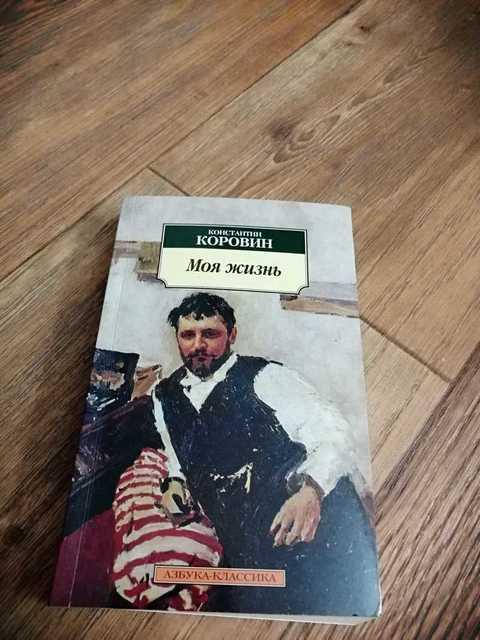 КОНСТАНТИН
КОРОВИН
Моя жизнь
АЗБУКА-КЛАССИКА